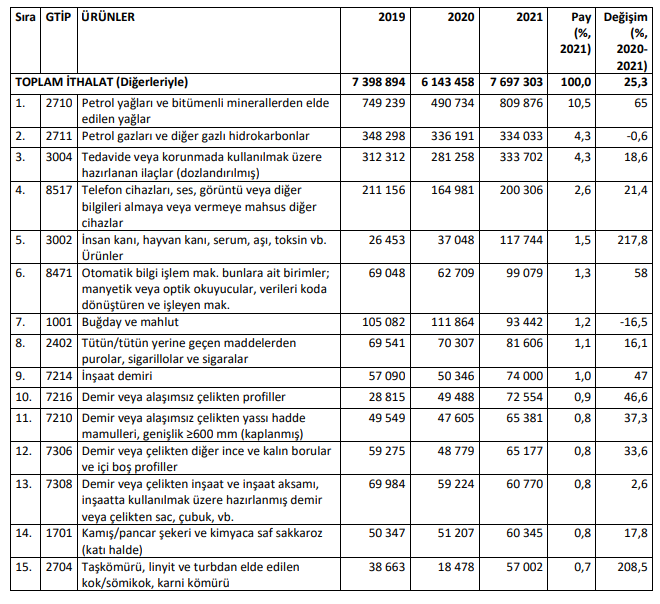 Sıra GTİP ÜRÜNLER 2019 2020 2021 Pay Değişim
(%, (%,
2021) 2020-
2021)
TOPLAM İTHALAT (Diğerleriyle) 7 398 894 6 143 458 7 697 303 100,0 25,3
1. 2710 Petrol yağları ve bitümenli minerallerden elde 749 239 490 734 809 876 10,5 65
edilen yağlar
2. 2711 Petrol gazları ve diğer gazlı hidrokarbonlar 348 298 336 191 334 033 4,3 -0,6
3. 3004 Tedavide veya korunmada kullanılmak üzere 312 312 281 258 333 702 4,3 18,6
hazırlanan ilaçlar (dozlandırılmış)
4. 8517 Telefon cihazları, ses, görüntü veya diğer 211 156 164 981 200 306 2,6 21,4
bilgileri almaya veya vermeye mahsus diğer
cihazlar
5. 3002 İnsan kanı, hayvan kanı, serum, aşı, toksin vb. 26 453 37 048 117 744 1,5 217,8
Ürünler
6. 8471 Otomatik bilgi işlem mak. bunlara ait birimler; 69 048 62 709 99 079 1,3 58
manyetik veya optik okuyucular, verileri koda
dönüştüren ve işleyen mak.
7. 1001 Buğday ve mahlut 105 082 111 864 93 442 1,2 -16,5
8. 2402 Tütün/tütün yerine geçen maddelerden 69 541 70 307 81 606 1,1 16,1
purolar, sigarillolar ve sigaralar
9. 7214 İnşaat demiri 57 090 50 346 74 000 1,0 47
10. 7216 Demir veya alaşımsız çelikten profiller 28 815 49 488 72 554 0,9 46,6
11. 7210 Demir veya alaşımsız çelikten yassı hadde 49 549 47 605 65 381 0,8 37,3
mamulleri, genişlik ≥600 mm (kaplanmış)
12. 7306 Demir veya çelikten diğer ince ve kalın borular 59 275 48 779 65 177 0,8 33,6
ve içi boş profiller
13. 7308 Demir veya çelikten inşaat ve inşaat aksamı, 69 984 59 224 60 770 0,8 2,6
inşaatta kullanılmak üzere hazırlanmış demir
veya çelikten sac, çubuk, vb.
14. 1701 Kamış/pancar şekeri ve kimyaca saf sakkaroz 50 347 51 207 60 345 0,8 17,8
(katı halde)
15. 2704 Taşkömürü, linyit ve turbdan elde edilen 38 663 18 478 57 002 0,7 208,5
kok/sömikok, karni kömürü